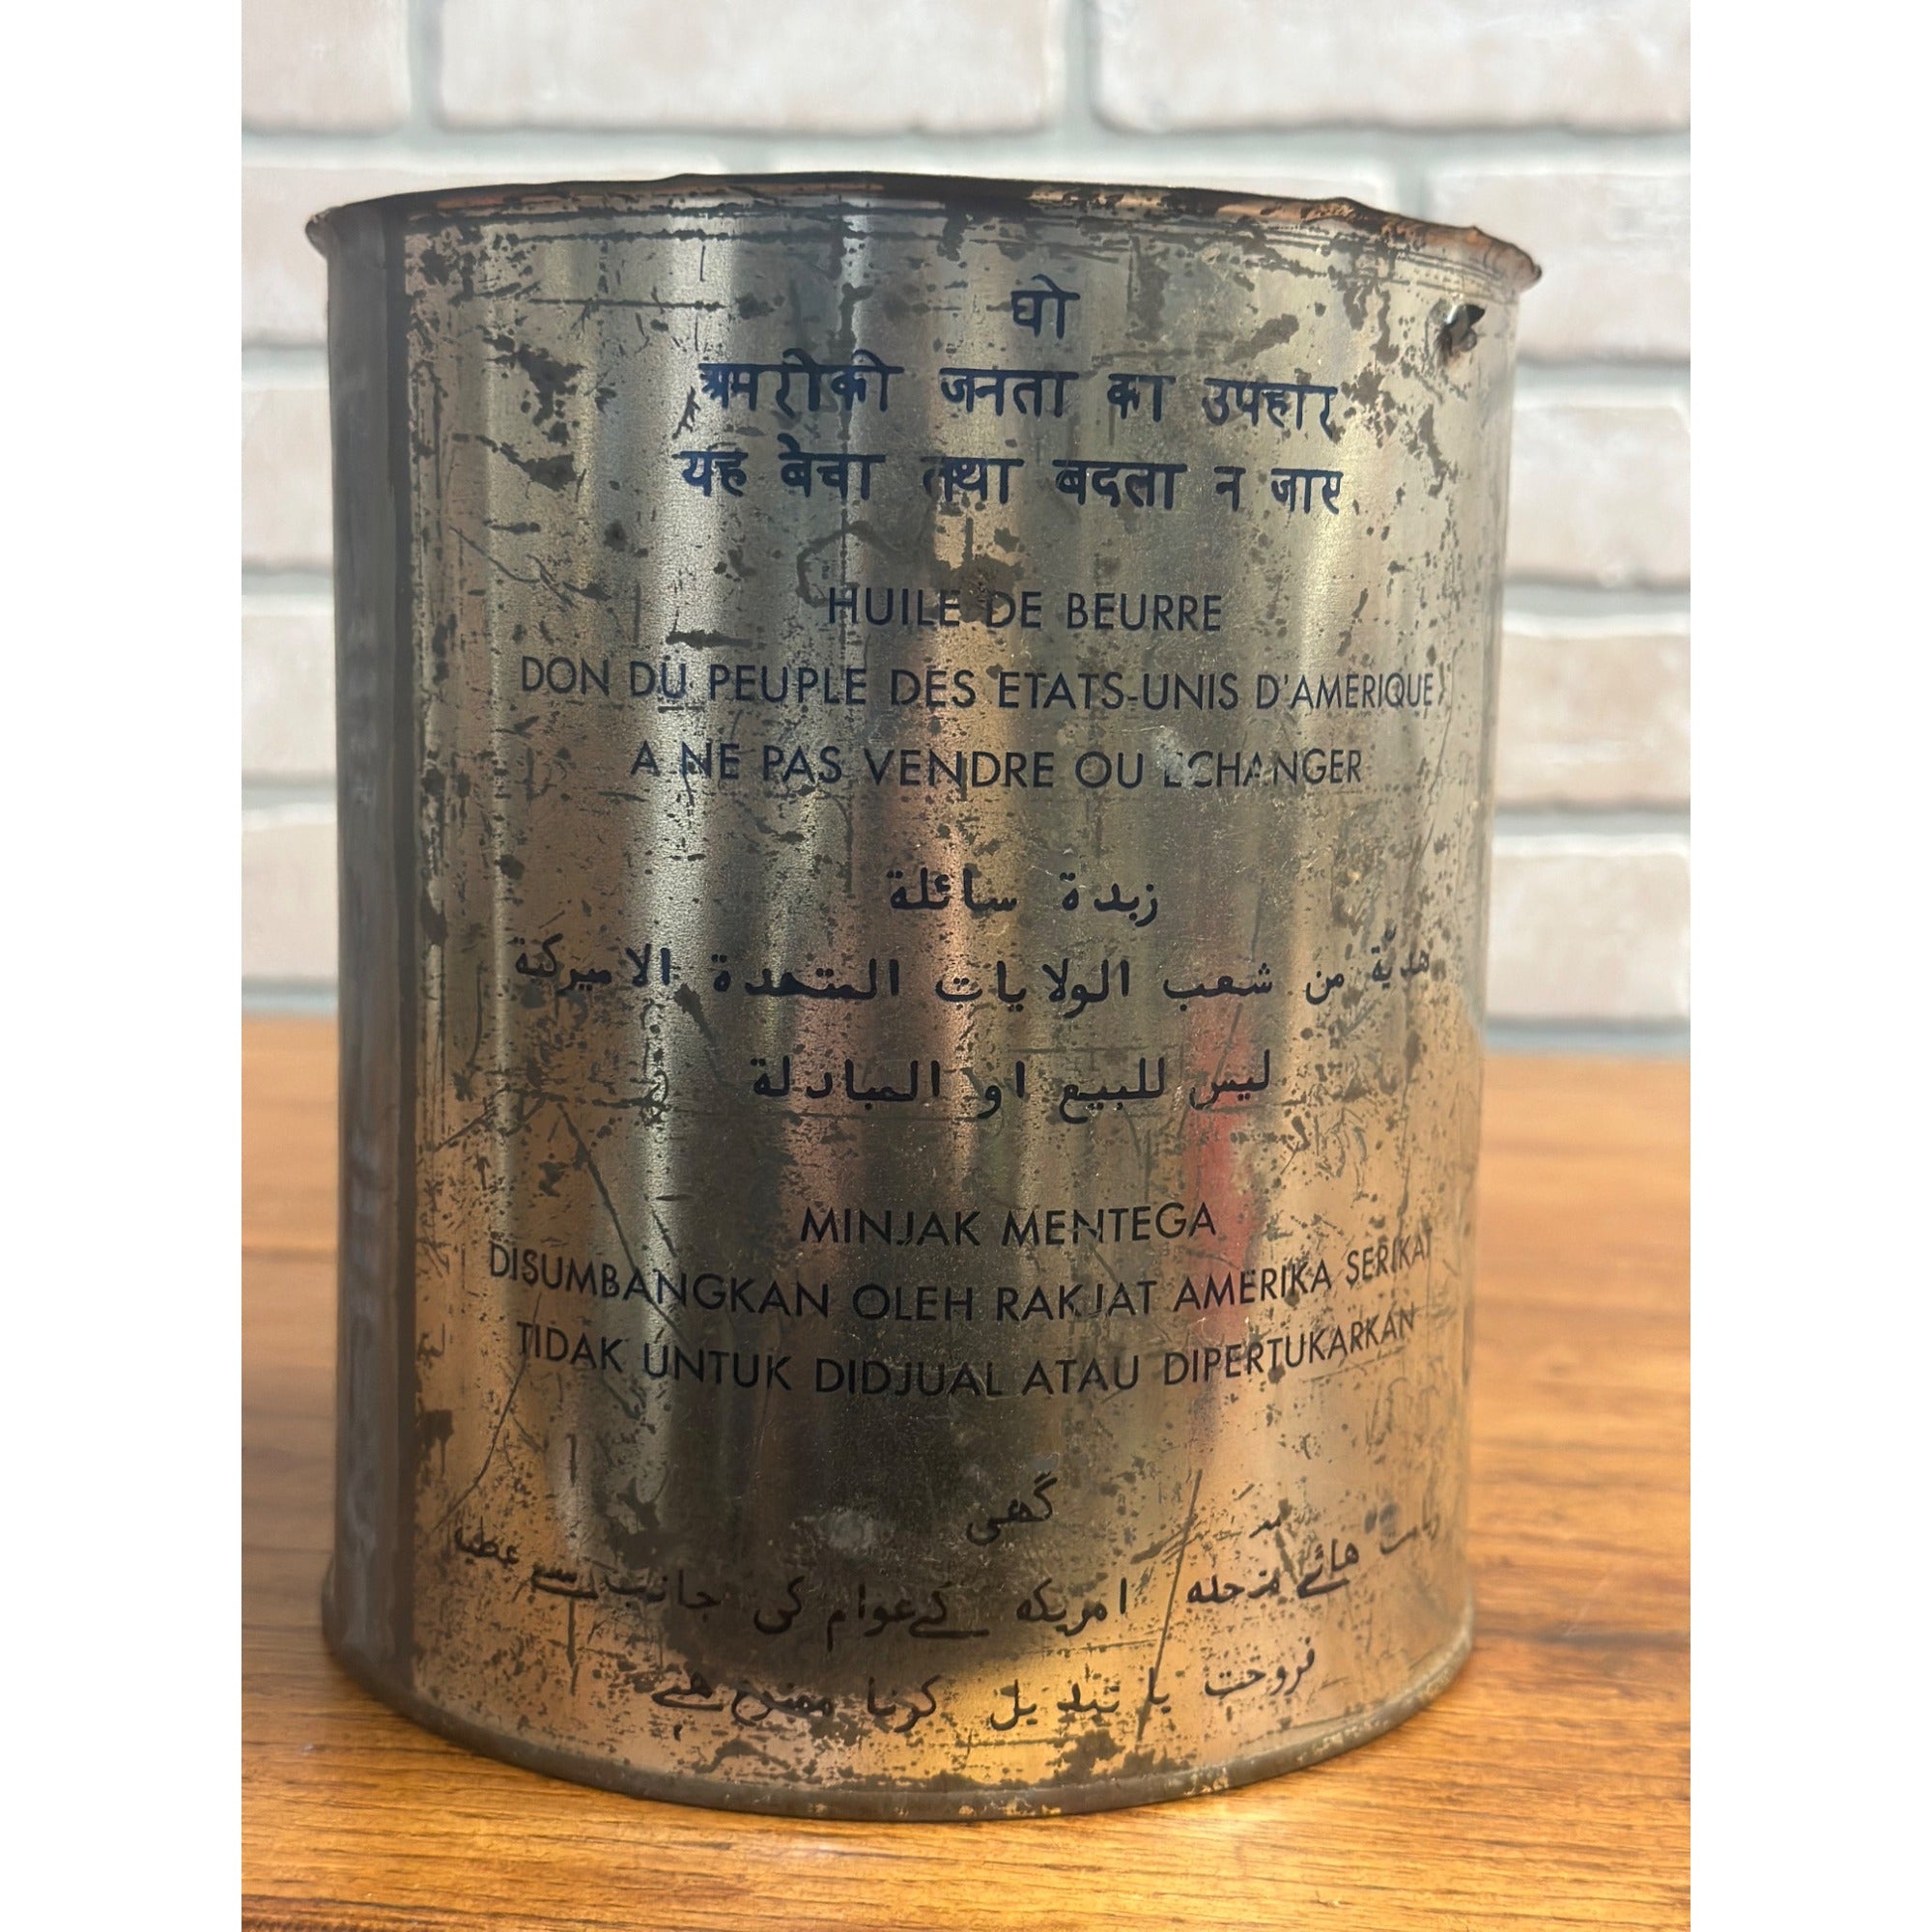 घी
अमरीकी जनता का उपहार
यह बेचा तथा बदला न जाए
HUILE DE BEURRE
DON DU PEUPLE DES ETATS-UNIS D'AMERIQUE
A NE PAS VENDRE OU ECHANGER
زبدة سائلة
هديّة من شعب الولايات المتحدة الاميركية
ليس للبيع او المبادلة
MINJAK MENTEGA
DISUMBANGKAN OLEH RAKJAT AMERIKA SERIKAT
TIDAK UNTUK DIDJUAL ATAU DIPERTUKARKAN
گھی
هائے امریکہ کے عوام کی جانب سے عطیہ
فروخت یا تبدیل کرنا ممنوع ہے